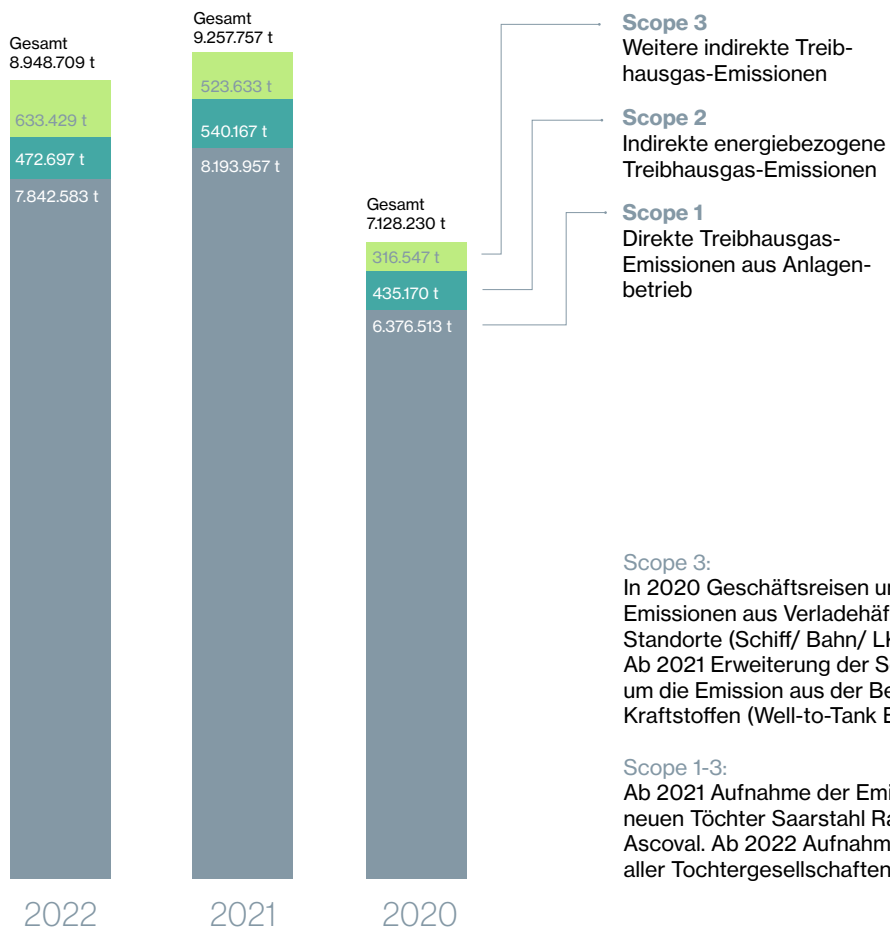 Gesamt
8.948.709 t
633.429 t
472.697 t
7.842.583 t
2022
Gesamt
9.257.757 t
523.633 t
540.167 t
8.193.957 t
2021
Gesamt
7.128.230 t
316.547 t
435.170 t
6.376.513 t
2020
Scope 3
Weitere indirekte Treib-
hausgas-Emissionen
Scope 2
Indirekte energiebezogene
Treibhausgas-Emissionen
Scope 1
Direkte Treibhausgas-
Emissionen aus Anlagen-
betrieb
Scope 3:
In 2020 Geschäftsreisen
Emissionen aus
Standorte (Schiff/ Bahn/
Ab 2021 Erweiterung der
um die Emission aus der
Kraftstoffen (Well-to-Tank
Scope 1-3:
Ab 2021 Aufnahme der
neuen Töchter Saarstahl
Ascoval. Ab 2022
aller Tochtergesellschaften